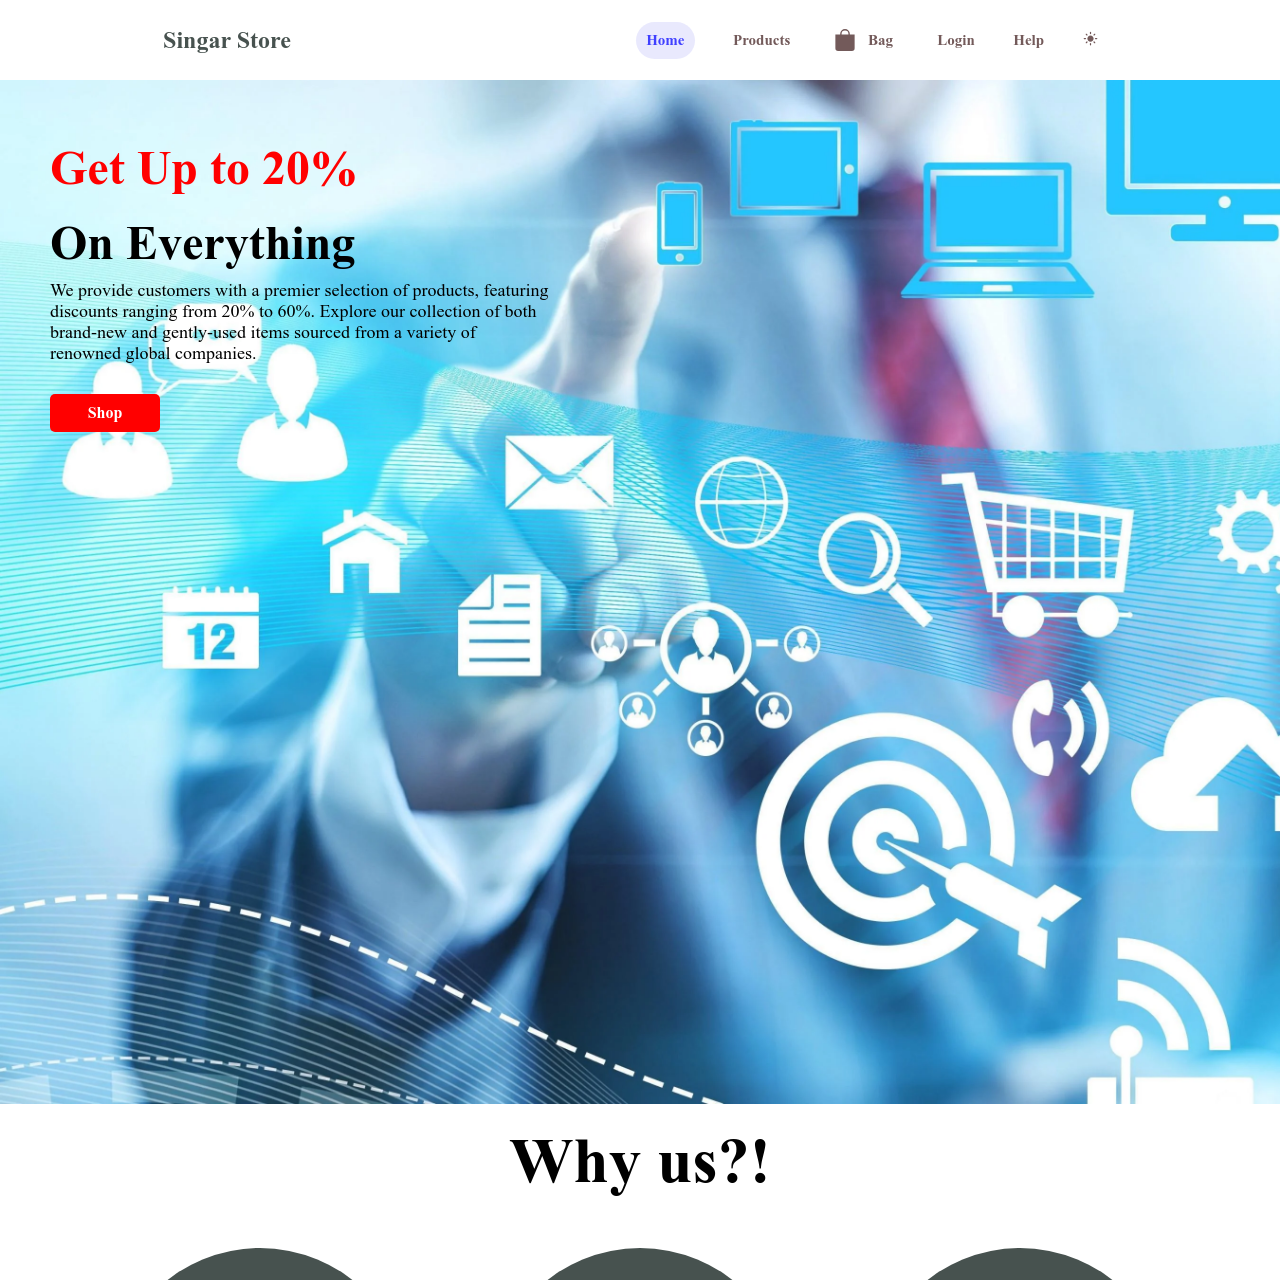 Singar Store
Home Products Bag Login Help
Get Up to 20%
On Everything
We provide customers with a premier selection of products, featuring
discounts ranging from 20% to 60%. Explore our collection of both
brand-new and gently-used items sourced from a variety of
renowned global companies.
Shop
12
Why us?!